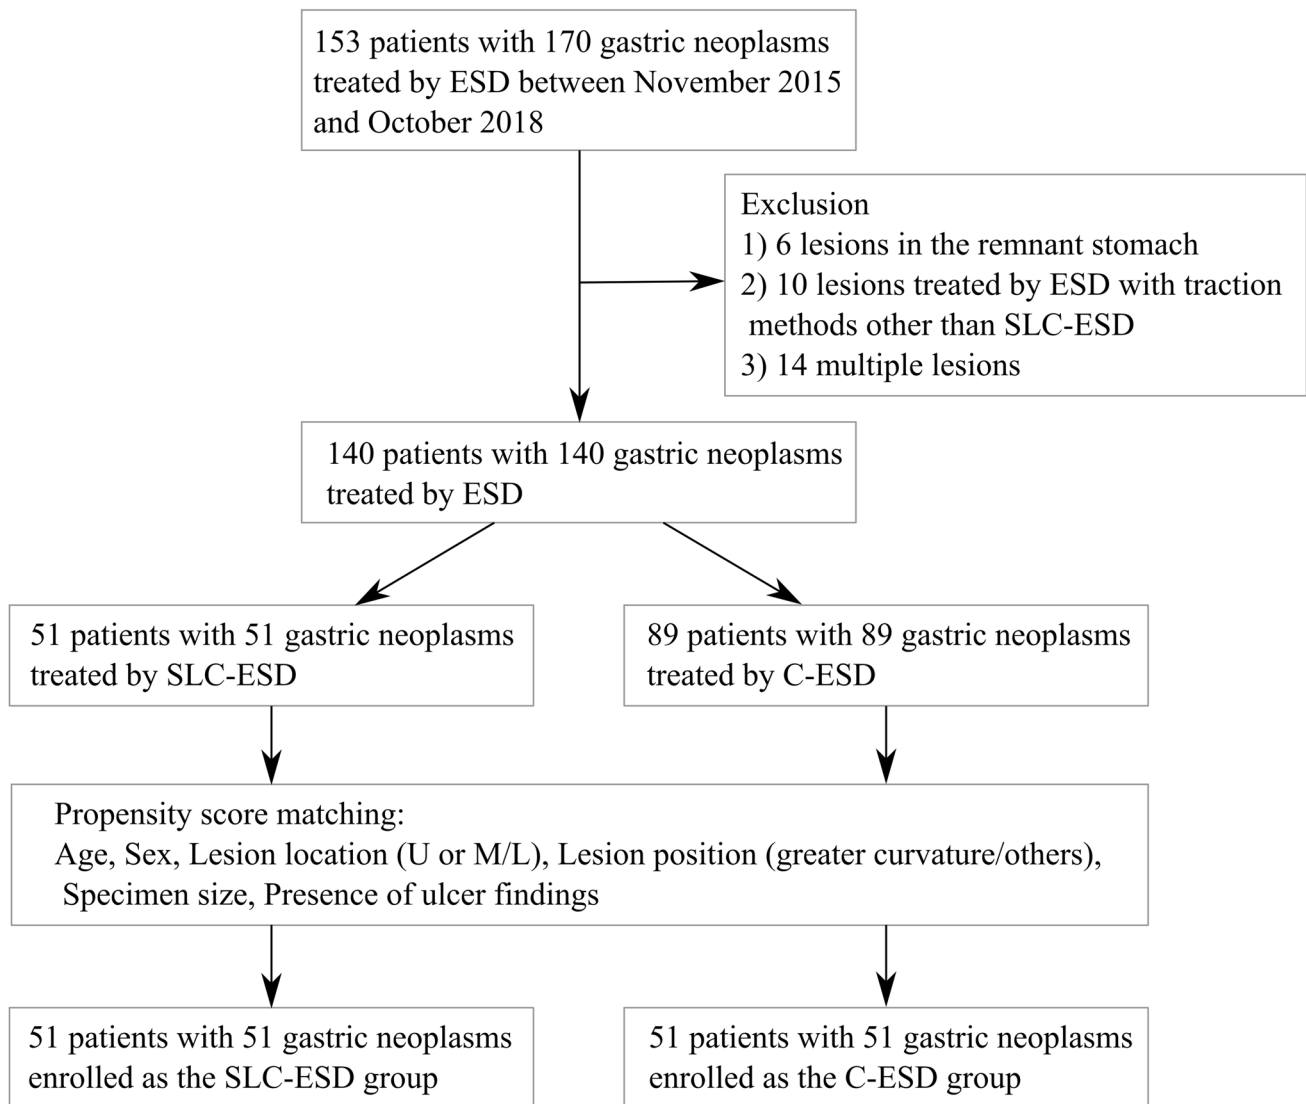 153 patients with 170 gastric neoplasms
treated by ESD between November 2015
and October 2018
Exclusion
1) 6 lesions in the remnant stomach
2) 10 lesions treated by ESD with traction
methods other than SLC-ESD
3) 14 multiple lesions
140 patients with 140 gastric neoplasms
treated by ESD
51 patients with 51 gastric neoplasms
treated by SLC-ESD
89 patients with 89 gastric neoplasms
treated by C-ESD
Propensity score matching:
Age, Sex, Lesion location (U or M/L), Lesion position (greater curvature/others),
Specimen size, Presence of ulcer findings
51 patients with 51 gastric neoplasms
enrolled as the SLC-ESD group
51 patients with 51 gastric neoplasms
enrolled as the C-ESD group